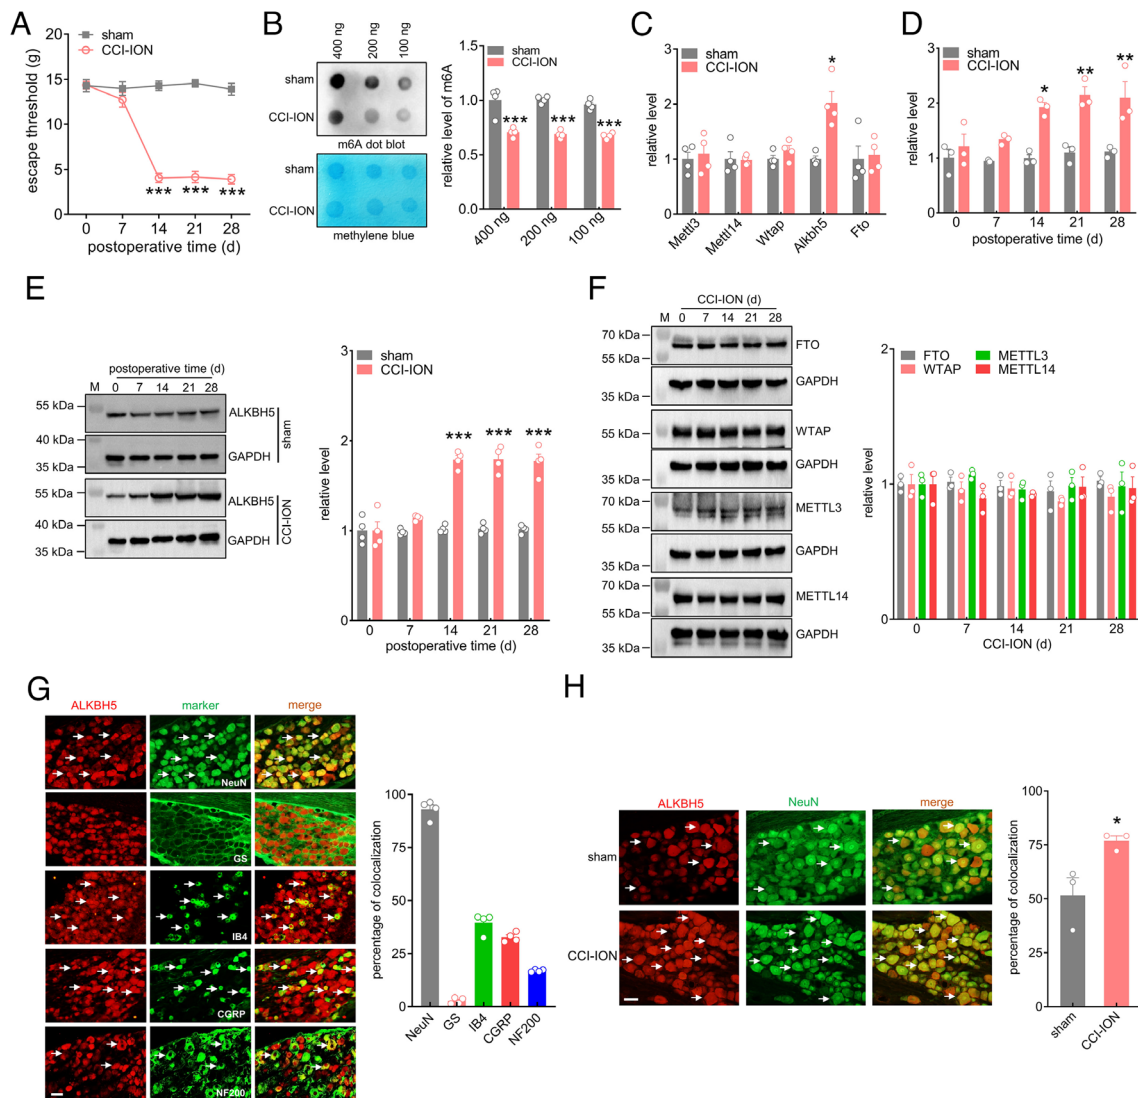 A
escape threshold (g)
sham
CCI-ION
20
15
10
5
0
***
***
***
0 7 14 21 28
postoperative time (d)
B
400 ng
200 ng
100 ng
sham
CCI-ION
m6A dot blot
sham
CCI-ION
methylene blue
relative level of m6A
sham
CCI-ION
1.5
1.0
0.5
0.0
***
***
***
400 ng
200 ng
100 ng
C
relative level
sham
CCI-ION
3
2
1
0
*
Mettl3
Mettl14
Wtap
Alkbh5
Fto
D
relative level
sham
CCI-ION
3
2
1
0
*
**
**
0 7 14 21 28
postoperative time (d)
E
postoperative time (d)
M 0 7 14 21 28
55 kDa
ALKBH5
40 kDa
35 kDa
GAPDH
sham
55 kDa
ALKBH5
40 kDa
35 kDa
GAPDH
CCI-ION
relative level
sham
CCI-ION
3
2
1
0
***
***
***
0 7 14 21 28
postoperative time (d)
F
CCI-ION (d)
M 0 7 14 21 28
70 kDa
FTO
55 kDa
GAPDH
35 kDa
WTAP
55 kDa
GAPDH
35 kDa
70 kDa
METTL3
55 kDa
GAPDH
35 kDa
70 kDa
METTL14
55 kDa
GAPDH
35 kDa
relative level
FTO
WTAP
METTL3
METTL14
2
1
0
0 7 14 21 28
CCI-ION (d)
G
ALKBH5 marker merge
NeuN
GS
IB4
CGRP
NF200
percentage of colocalization
100
75
50
25
0
NeuN
GS
IB4
CGRP
NF200
H
ALKBH5 NeuN merge
sham
CCI-ION
percentage of colocalization
100
75
50
25
0
*
sham
CCI-ION